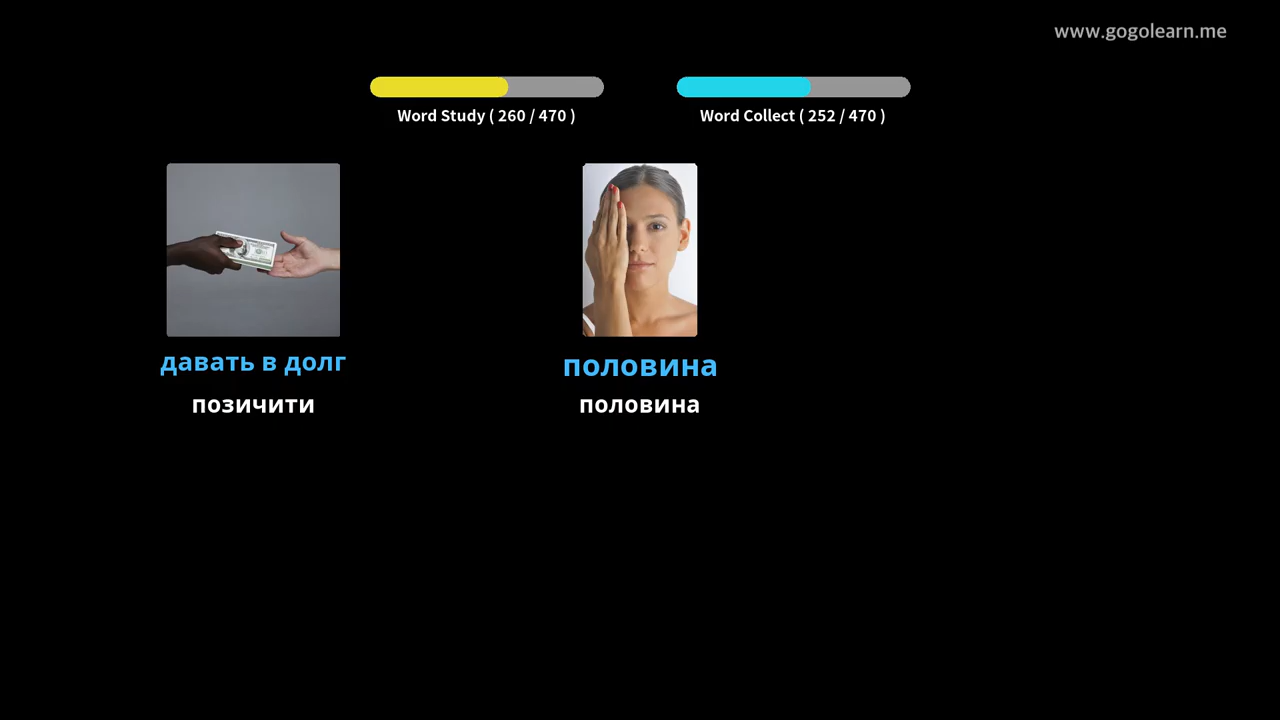 www.gogolearn.me
Word Study ( 260 / 470 )
Word Collect ( 252 / 470 )
давать в долг
позичити
половина
половина